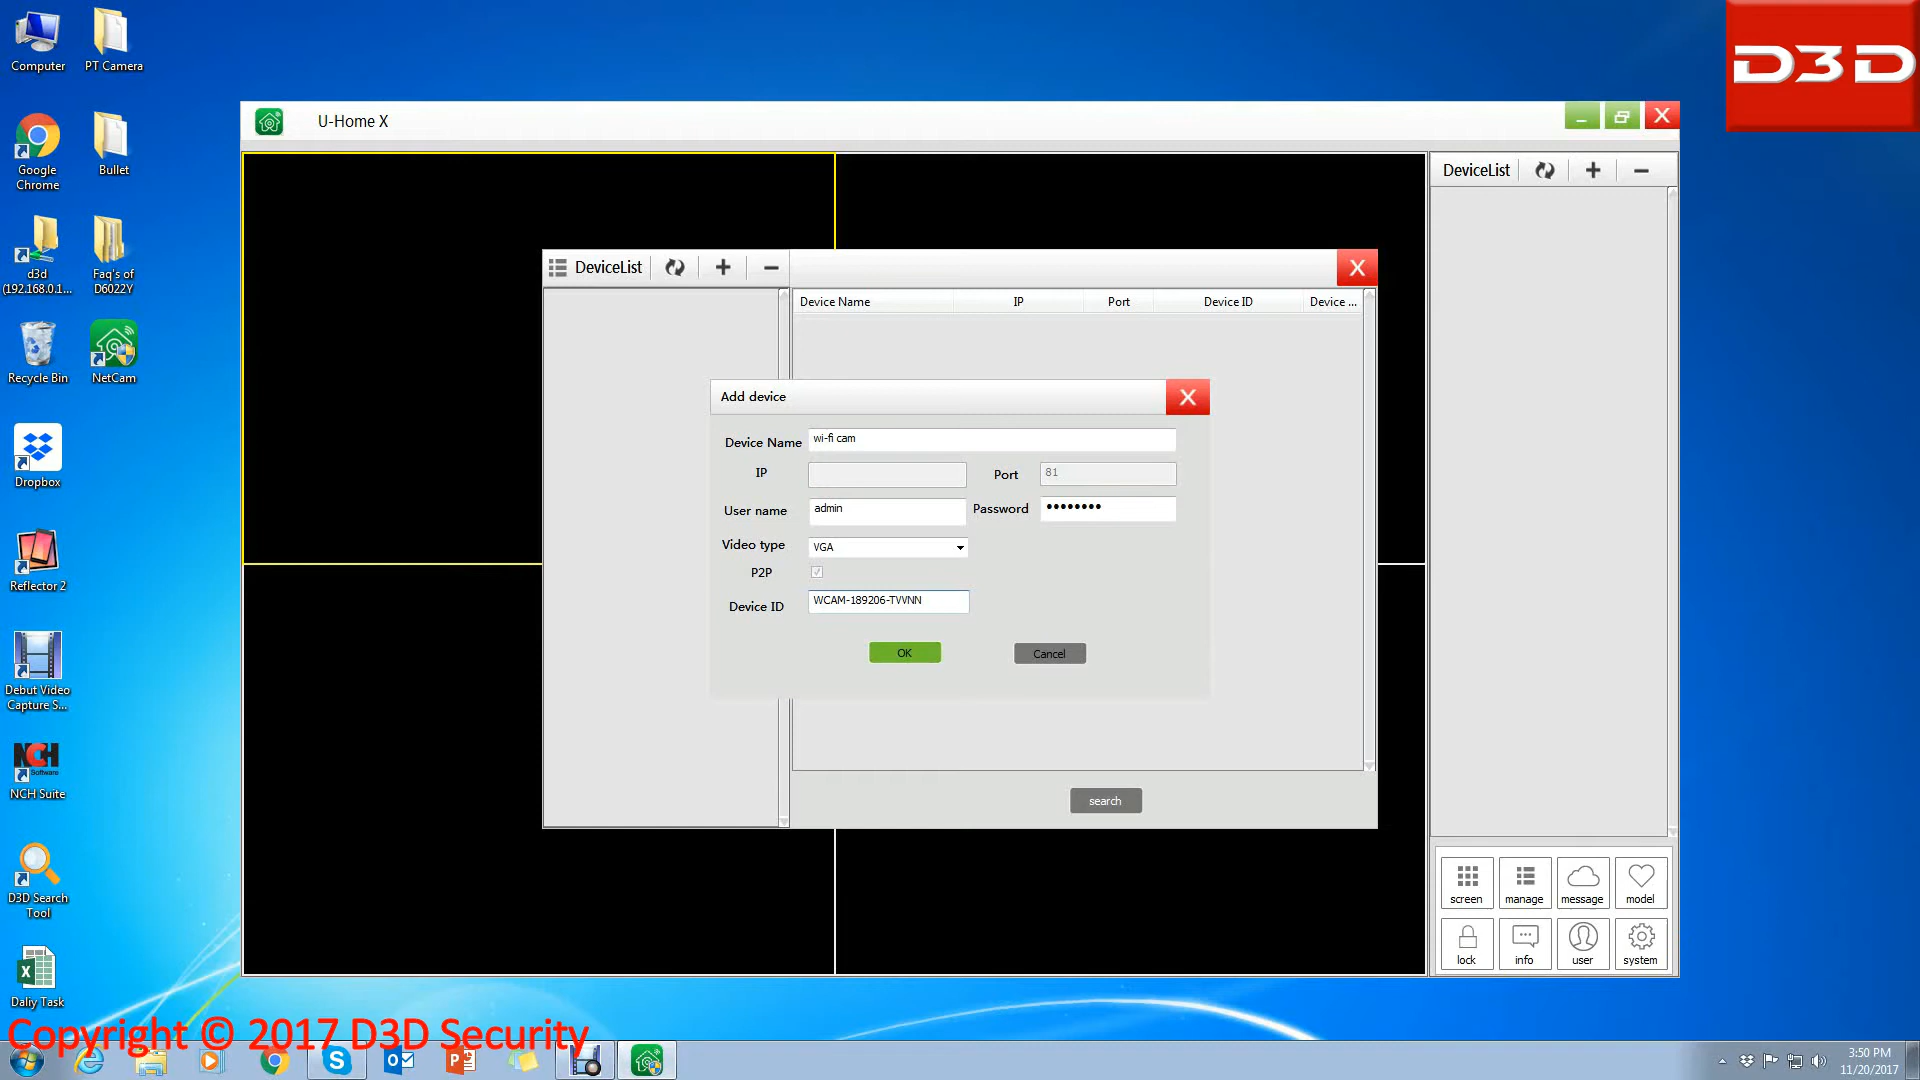 Computer
PT Camera
Google
Chrome
Bullet
d3d
(192.168.0.1...
Faq's of
D6022Y
Recycle Bin
NetCam
Dropbox
Reflector 2
Debut Video
Capture S...
NCH
Software
NCH Suite
D3D Search
Tool
Daliy Task
D3D
U-Home X
DeviceList
DeviceList
Device Name IP Port Device ID Device ...
Add device
Device Name wi-fi cam
IP Port 81
User name admin Password ••••••••
Video type VGA
P2P
Device ID WCAM-189206-TVVNN
OK Cancel
search
screen manage message model
lock info user system
Copyright © 2017 D3D Security
3:50 PM
11/20/2017